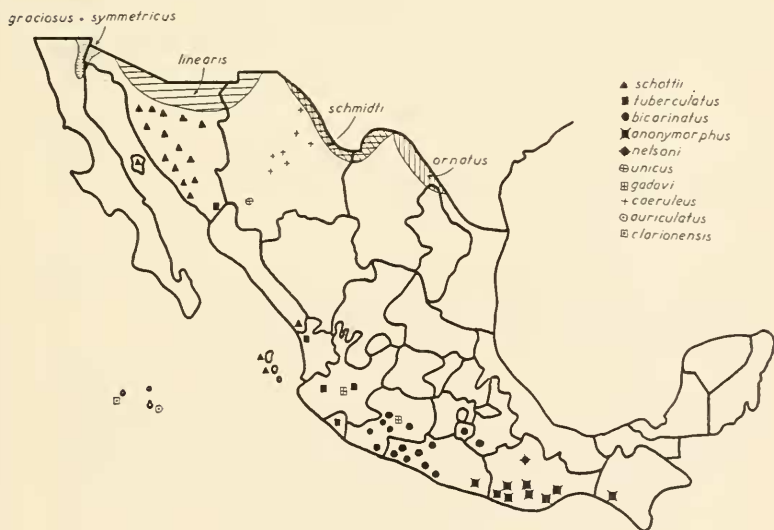 graciosus + symmetricus
linearis
schmidti
ornatus
schottii
tuberculatus
bicarinatus
anonymorphus
nelsoni
unicus
gadovi
caeruleus
auriculatus
clarionensis